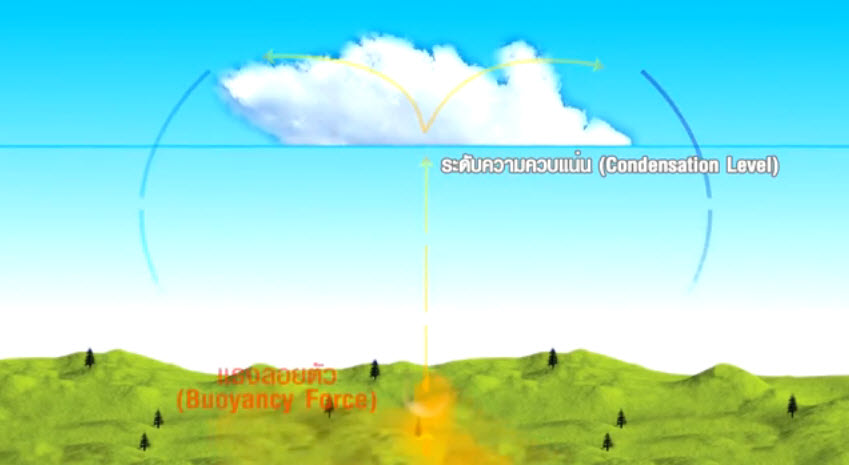 ระดับความควบแน่น (Condensation Level)
แรงลอยตัว
(Buoyancy Force)